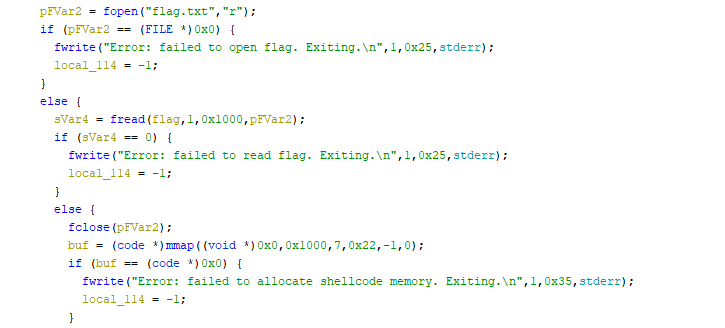 pFVar2 = fopen("flag.txt","r");
if (pFVar2 == (FILE *)0x0) {
fwrite("Error: failed to open flag. Exiting.\n",1,0x25,stderr);
local_114 = -1;
}
else {
sVar4 = fread(flag,1,0x1000,pFVar2);
if (sVar4 == 0) {
fwrite("Error: failed to read flag. Exiting.\n",1,0x25,stderr);
local_114 = -1;
}
else {
fclose(pFVar2);
buf = (code *)mmap((void *)0x0,0x1000,7,0x22,-1,0);
if (buf == (code *)0x0) {
fwrite("Error: failed to allocate shellcode memory. Exiting.\n",1,0x35,stderr);
local_114 = -1;
}